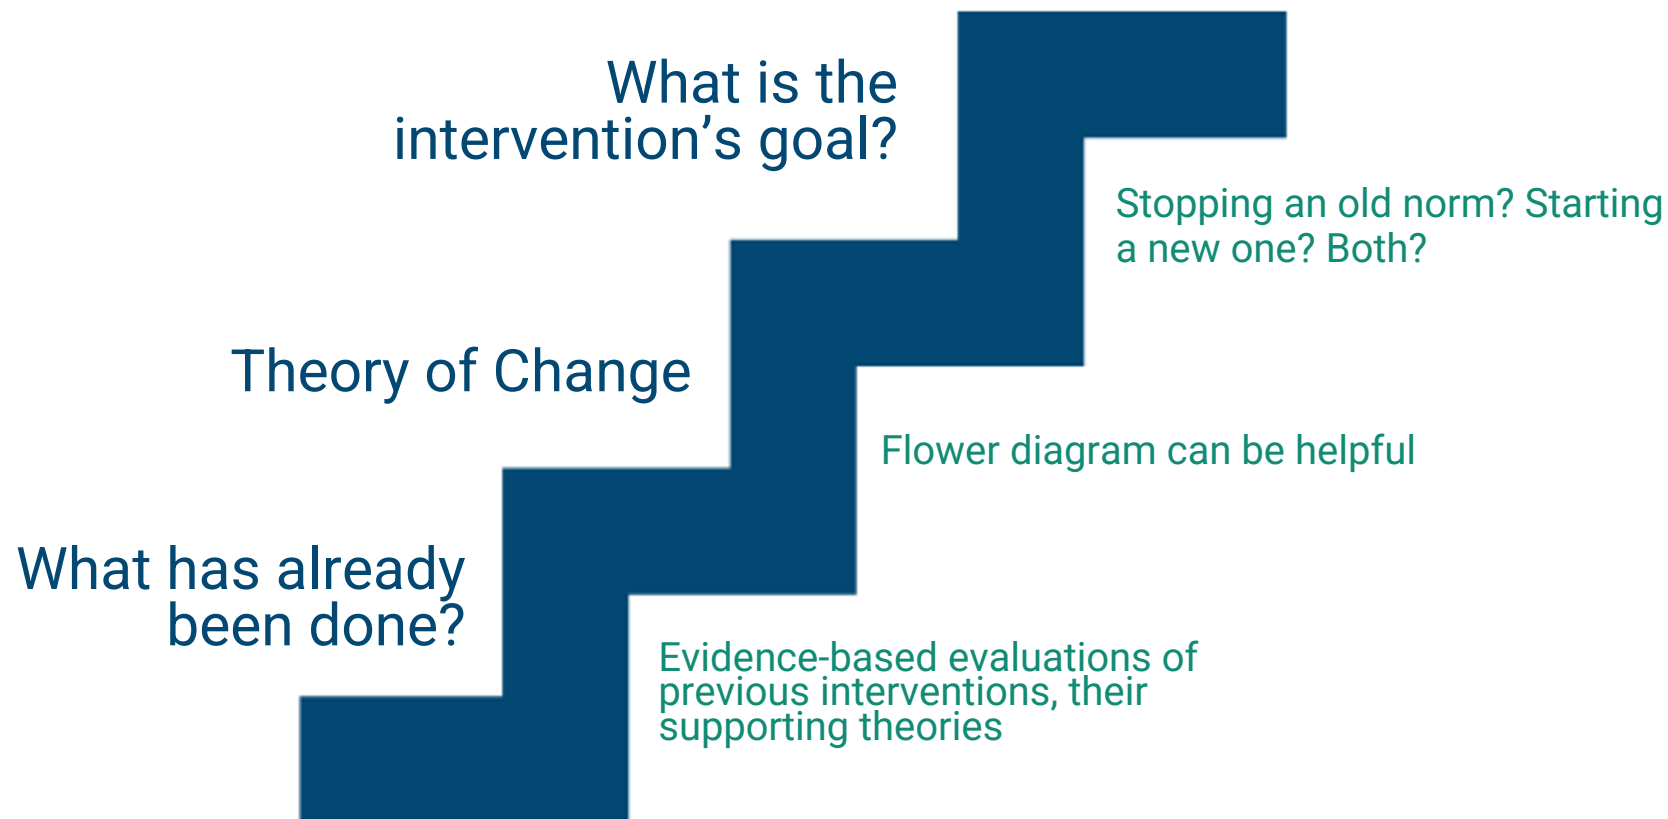 What is the
intervention’s goal?
Stopping an old norm? Starting
a new one? Both?
Theory of Change
Flower diagram can be helpful
What has already
been done?
Evidence-based evaluations of
previous interventions, their
supporting theories